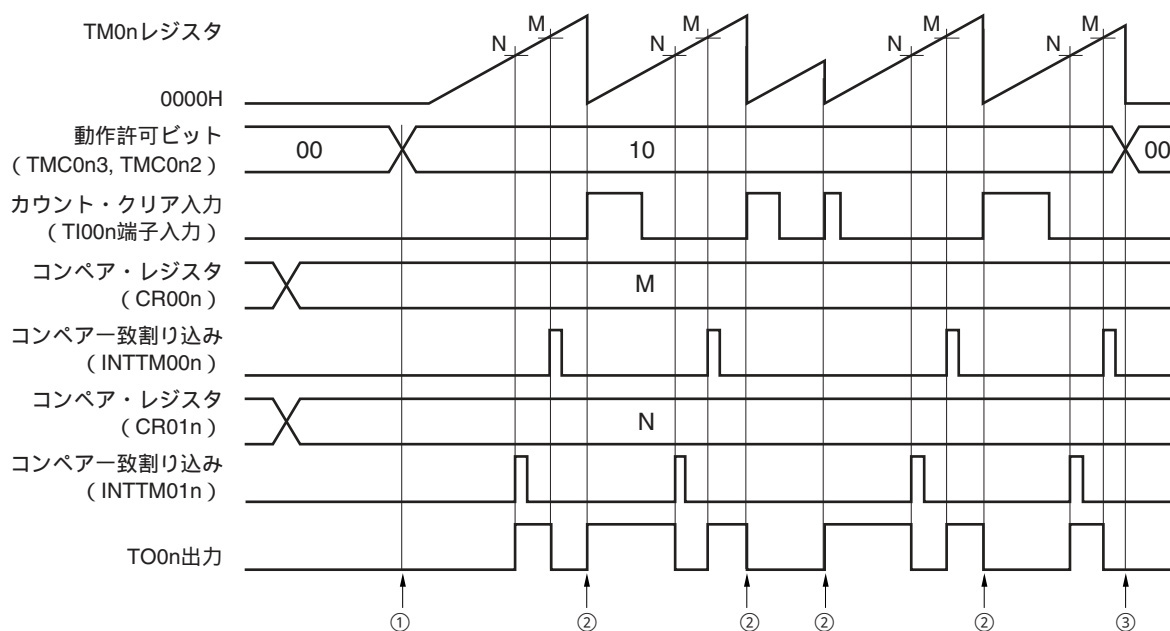 TM0nレジスタ
N
M
N
M
N
M
N
M
0000H
動作許可ビット
(TMC0n3, TMC0n2)
00
10
00
カウント・クリア入力
(TI00n端子入力)
コンペア・レジスタ
(CR00n)
M
コンペア一致割り込み
(INTTM00n)
コンペア・レジスタ
(CR01n)
N
コンペア一致割り込み
(INTTM01n)
TO0n出力
① ② ② ② ② ③